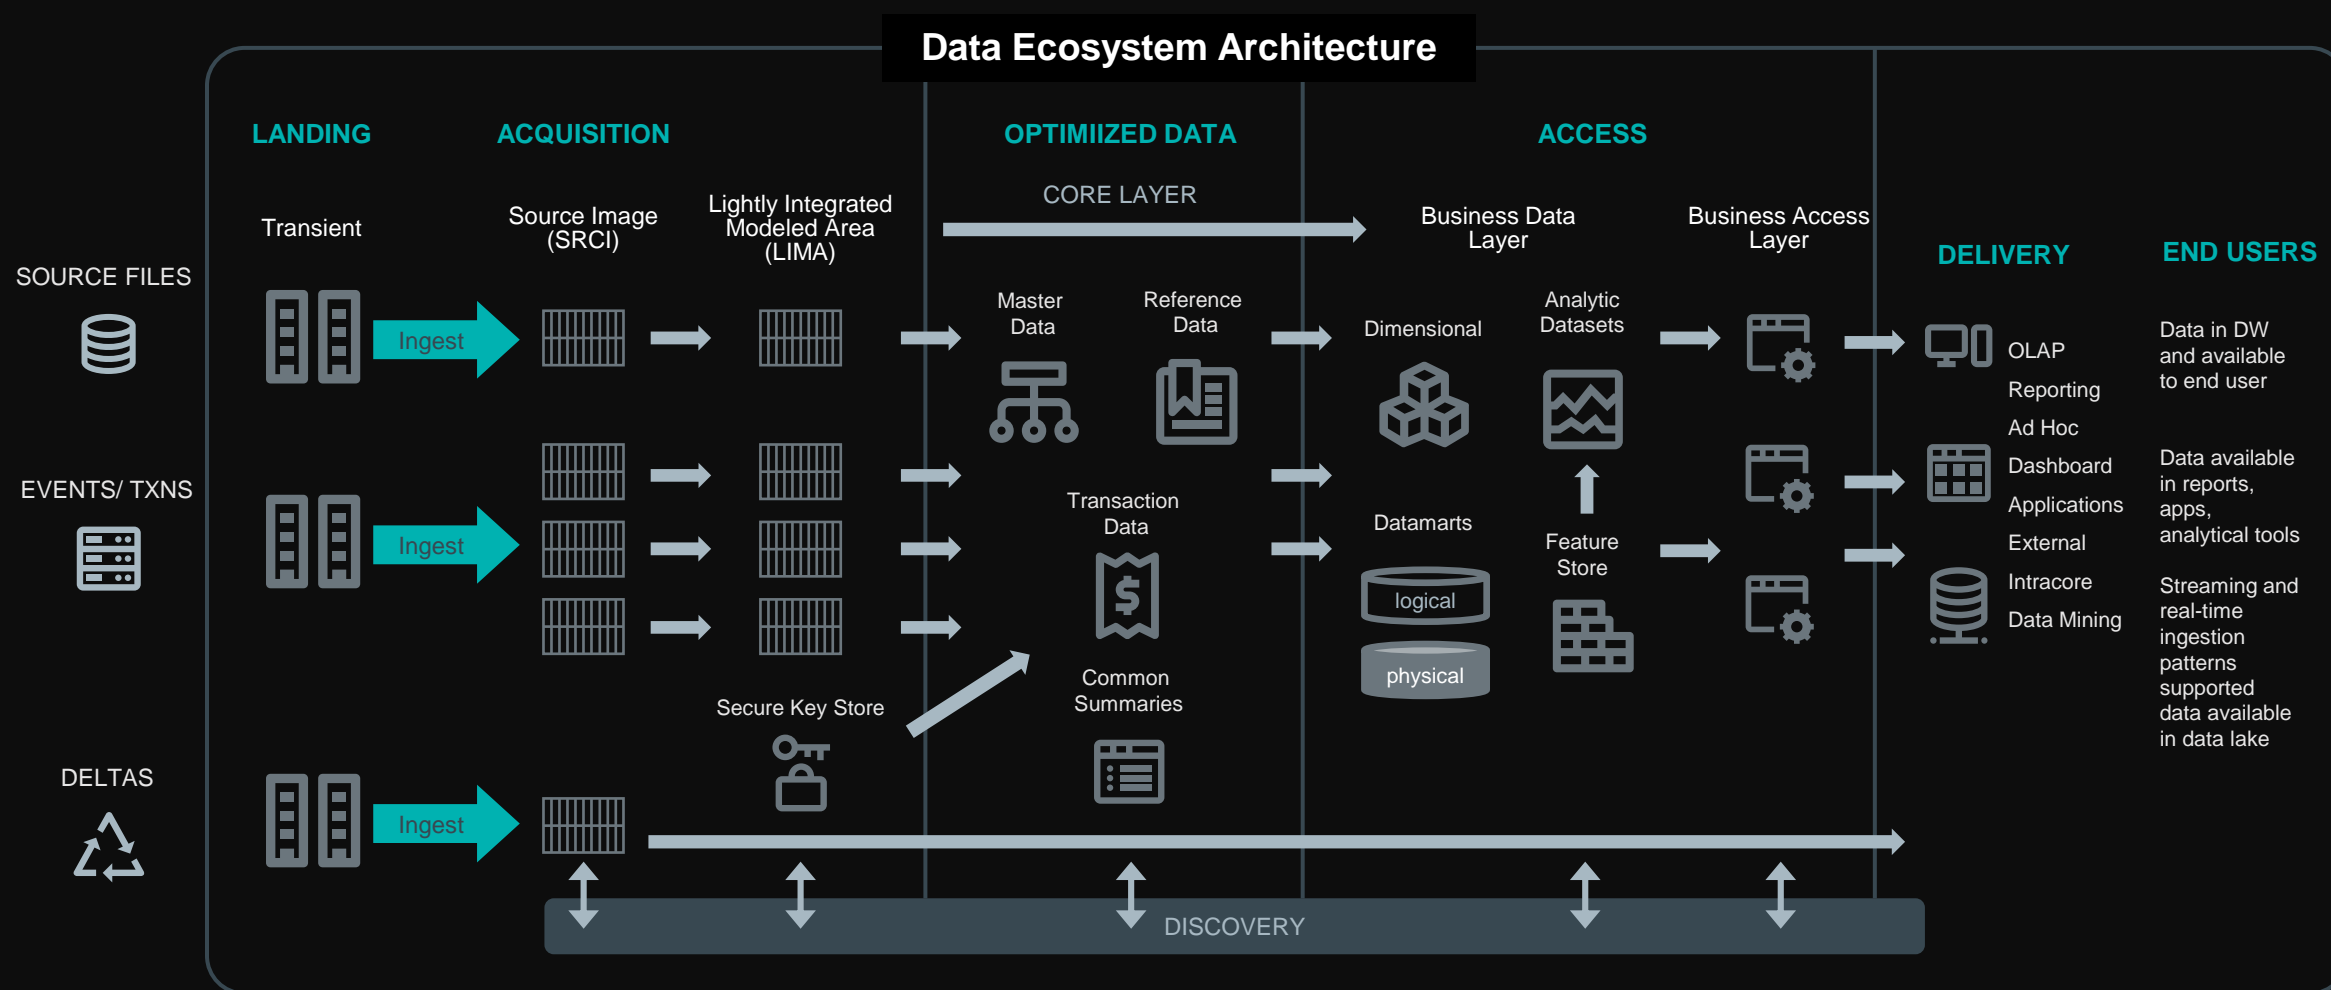 Data Ecosystem Architecture
LANDING
ACQUISITION
OPTIMIIZED DATA
ACCESS
CORE LAYER
Transient
Source Image
(SRCI)
Lightly Integrated
Modeled Area
(LIMA)
Business Data
Layer
Business Access
Layer
DELIVERY
END USERS
SOURCE FILES
Ingest
Master
Data
Reference
Data
Dimensional
Analytic
Datasets
OLAP
Reporting
Ad Hoc
Dashboard
Applications
External
Intracore
Data Mining
Data in DW
and available
to end user
EVENTS/ TXNS
Ingest
Transaction
Data
Datamarts
logical
physical
Feature
Store
Data available
in reports,
apps,
analytical tools
Streaming and
real-time
ingestion
patterns
supported
data available
in data lake
Secure Key Store
Common
Summaries
DELTAS
Ingest
DISCOVERY